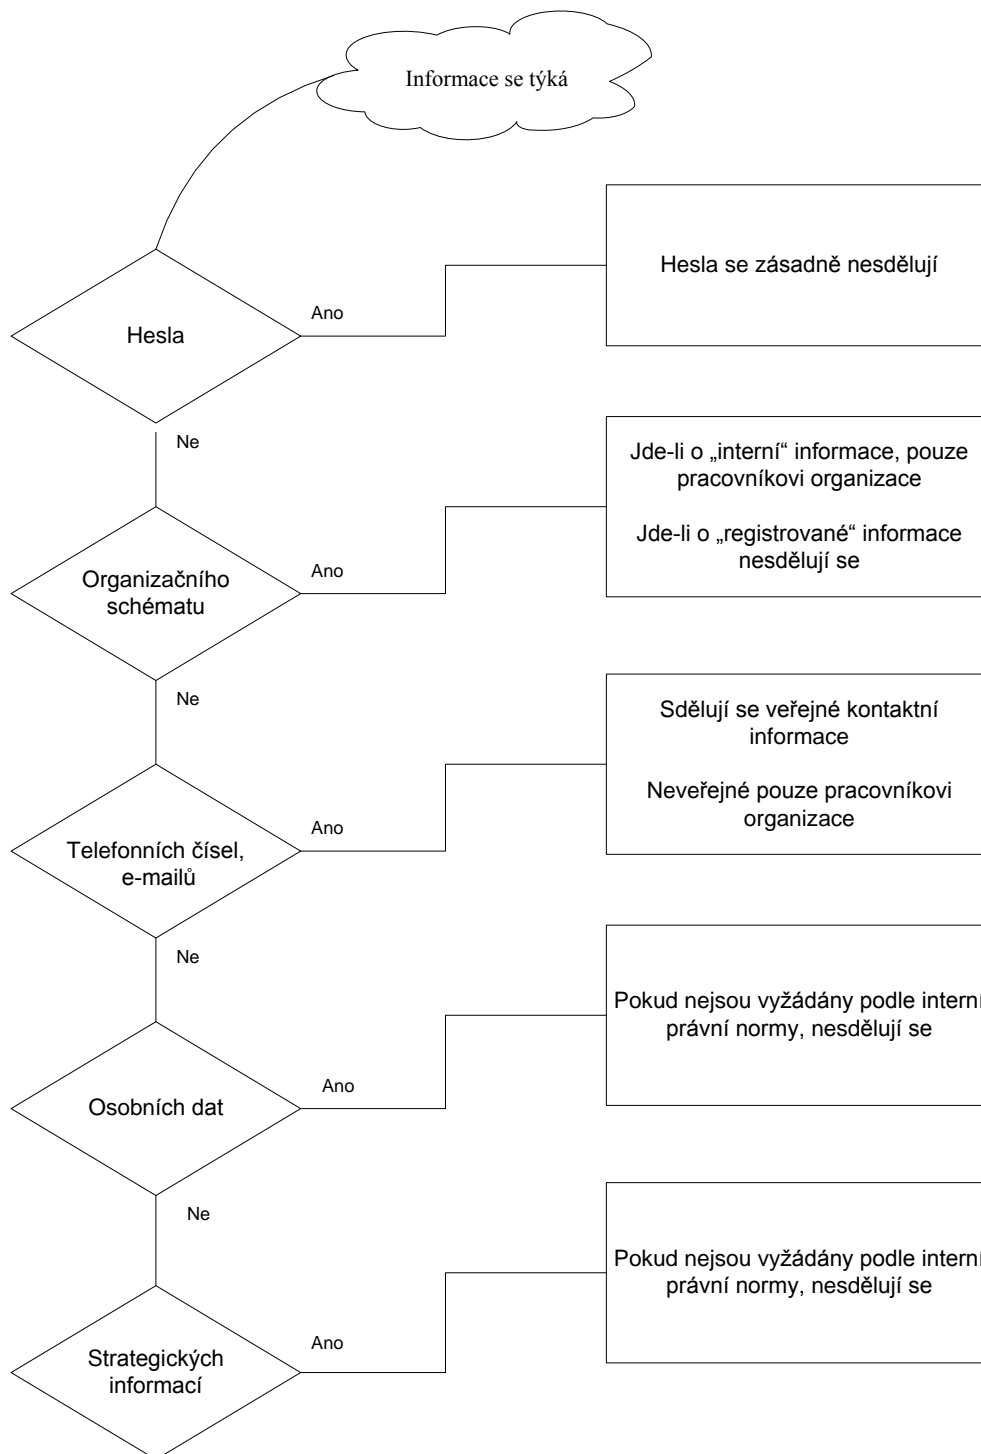 Informace se týká
Hesla
Ano
Hesla se zásadně nesdělují
Ne
Organizačního
schématu
Ano
Jde-li o „interní“ informace, pouze
pracovníkovi organizace
Jde-li o „registrované“ informace
nesdělují se
Ne
Telefonních čísel,
e-mailů
Ano
Sdělují se veřejné kontaktní
informace
Neveřejné pouze pracovníkovi
organizace
Ne
Osobních dat
Ano
Pokud nejsou vyžádány podle interní
právní normy, nesdělují se
Ne
Strategických
informací
Ano
Pokud nejsou vyžádány podle interní
právní normy, nesdělují se